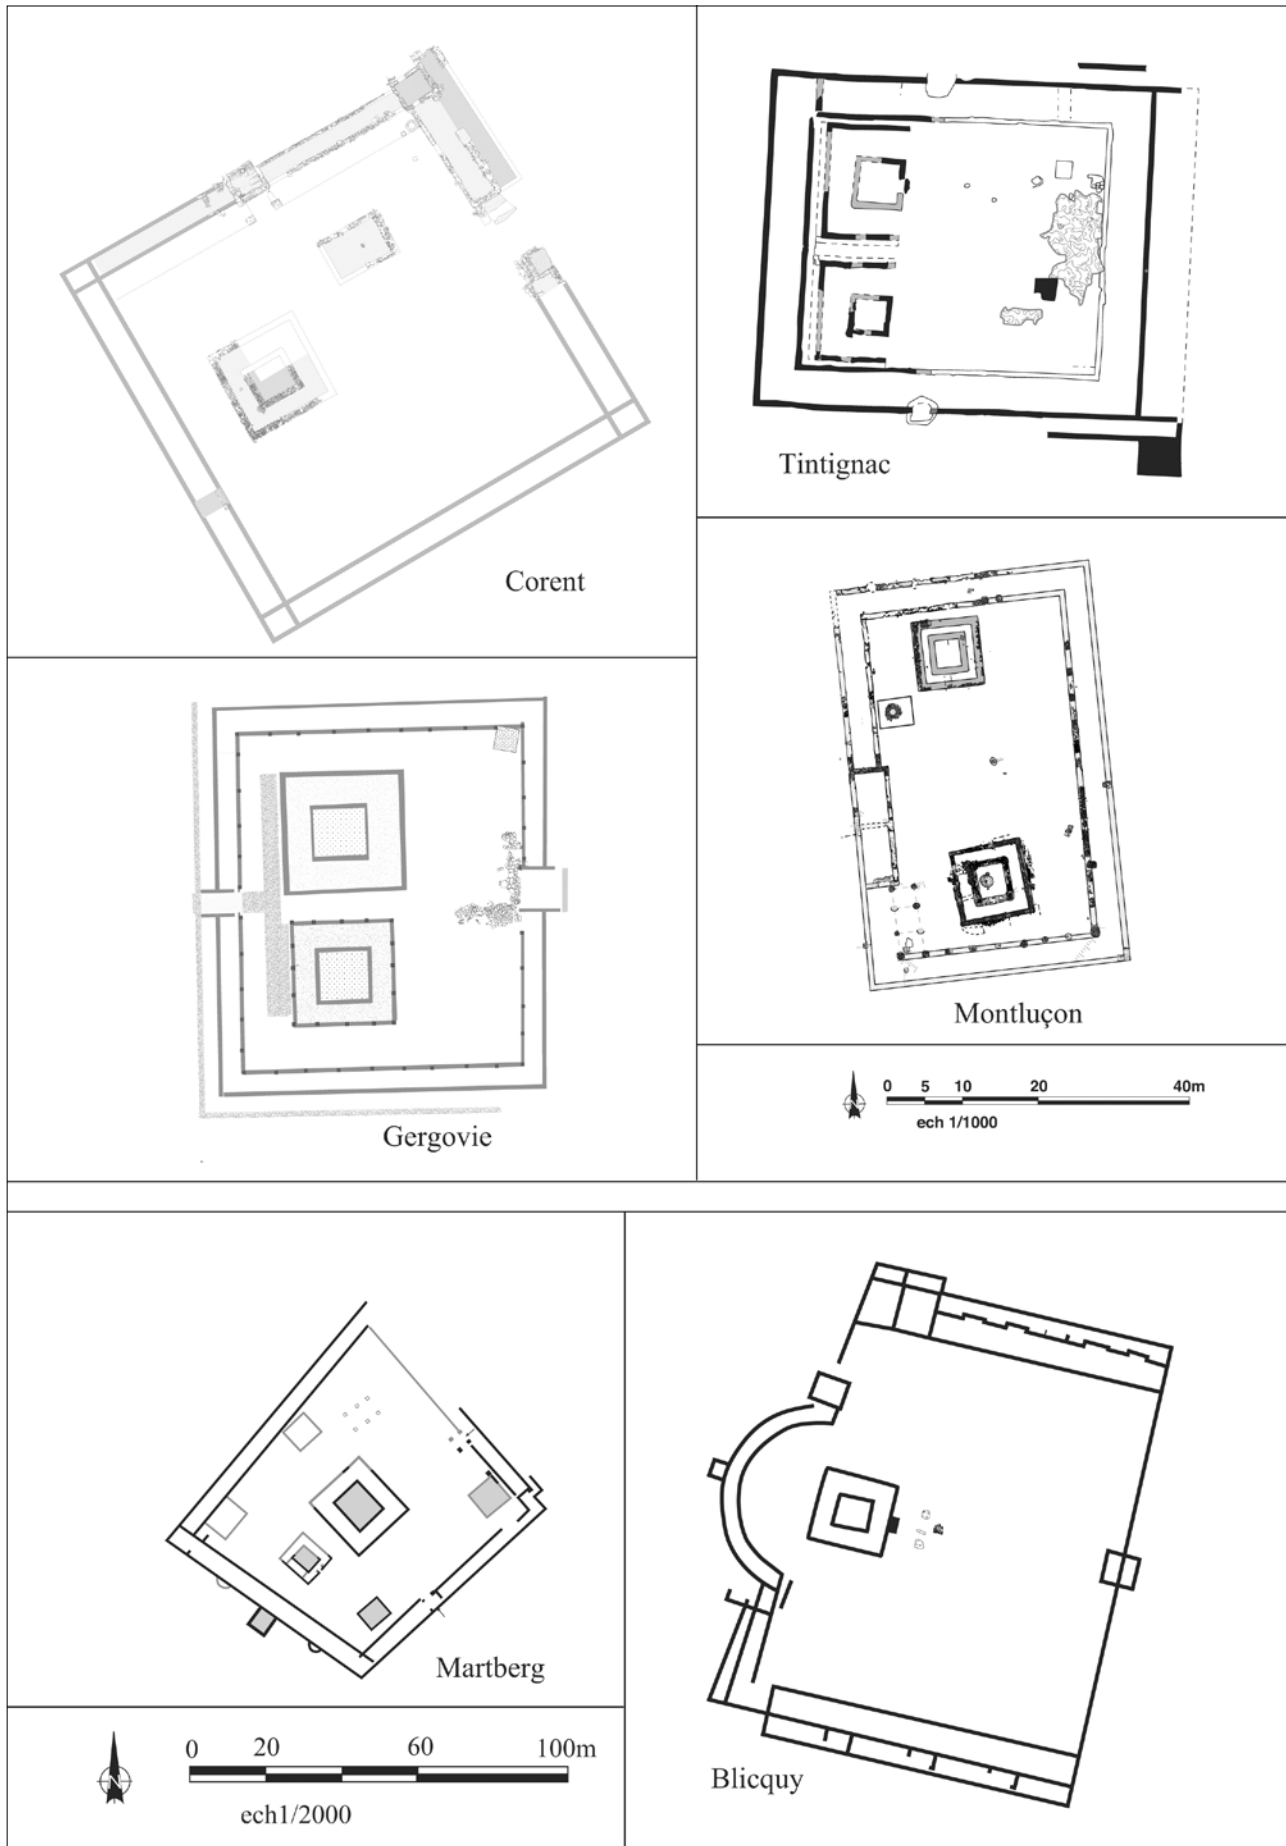 Corent
Tintignac
Gergovie
Montluçon
0 5 10 20 40m
ech 1/1000
Martberg
0 20 60 100m
N
ech1/2000
Blicquy